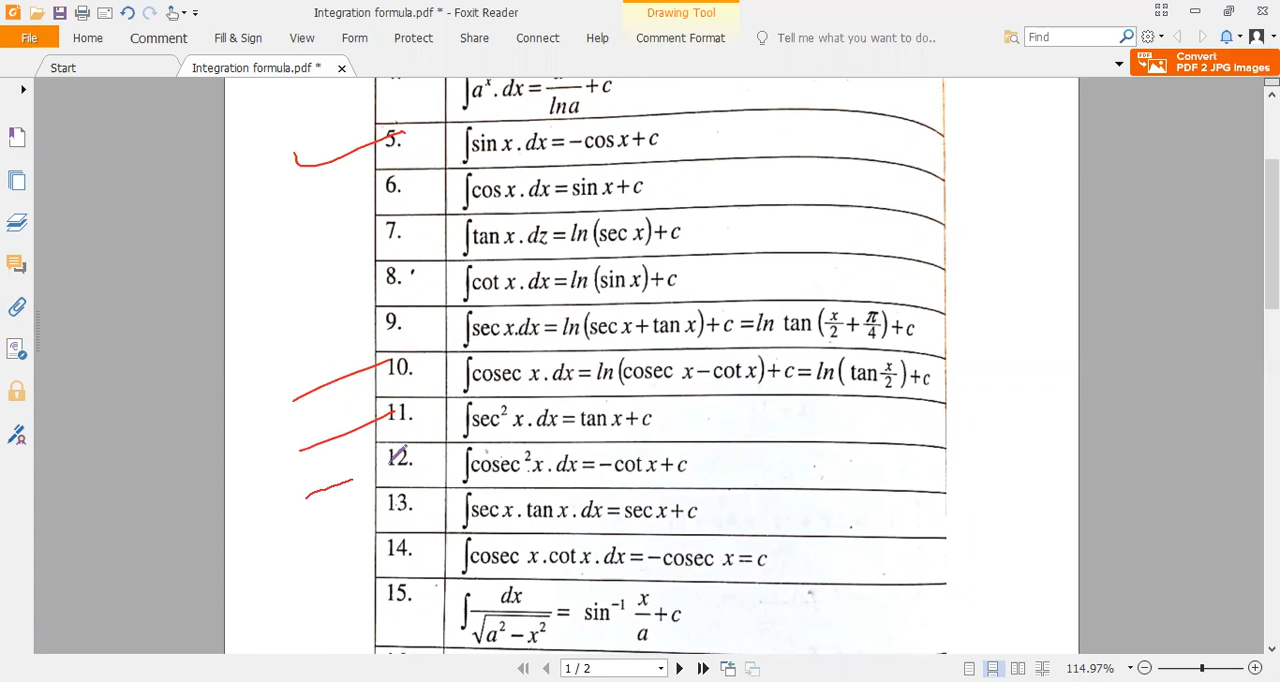 Integration formula.pdf * - Foxit Reader
Drawing Tool
File Home Comment Fill & Sign View Form Protect Share Connect Help Comment Format Tell me what you want to do.. Find
Start Integration formula.pdf * Convert PDF 2 JPG Images
∫aˣ. dx = — / lna + c
5. ∫sin x . dx = −cos x + c
6. ∫cos x . dx = sin x + c
7. ∫tan x . dz = ln (sec x) + c
8. ∫cot x . dx = ln (sin x) + c
9. ∫sec x.dx = ln (sec x + tan x) + c = ln tan (x/2 + π/4) + c
10. ∫cosec x . dx = ln (cosec x − cot x) + c = ln ( tan x/2 ) + c
11. ∫sec² x . dx = tan x + c
12. ∫cosec ²x . dx = −cot x + c
13. ∫sec x . tan x . dx = sec x + c
14. ∫cosec x .cot x . dx = −cosec x = c
15. ∫dx/√(a² − x²) = sin⁻¹ x/a + c
1 / 2 114.97%